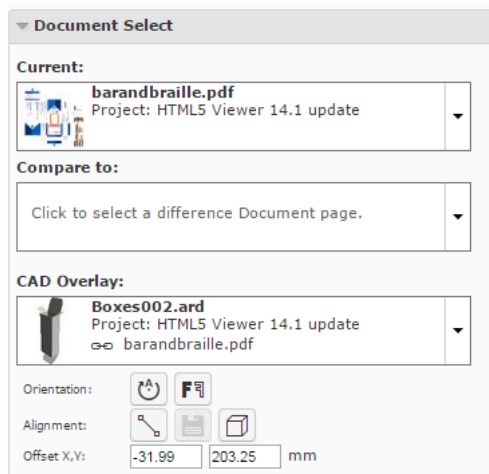 Document Select
Current:
barandbraille.pdf
Project: HTML5 Viewer 14.1 update
Compare to:
Click to select a difference Document page.
CAD Overlay:
Boxes002.ard
Project: HTML5 Viewer 14.1 update
barandbraille.pdf
Orientation:
Alignment:
Offset X,Y: -31.99 203.25 mm